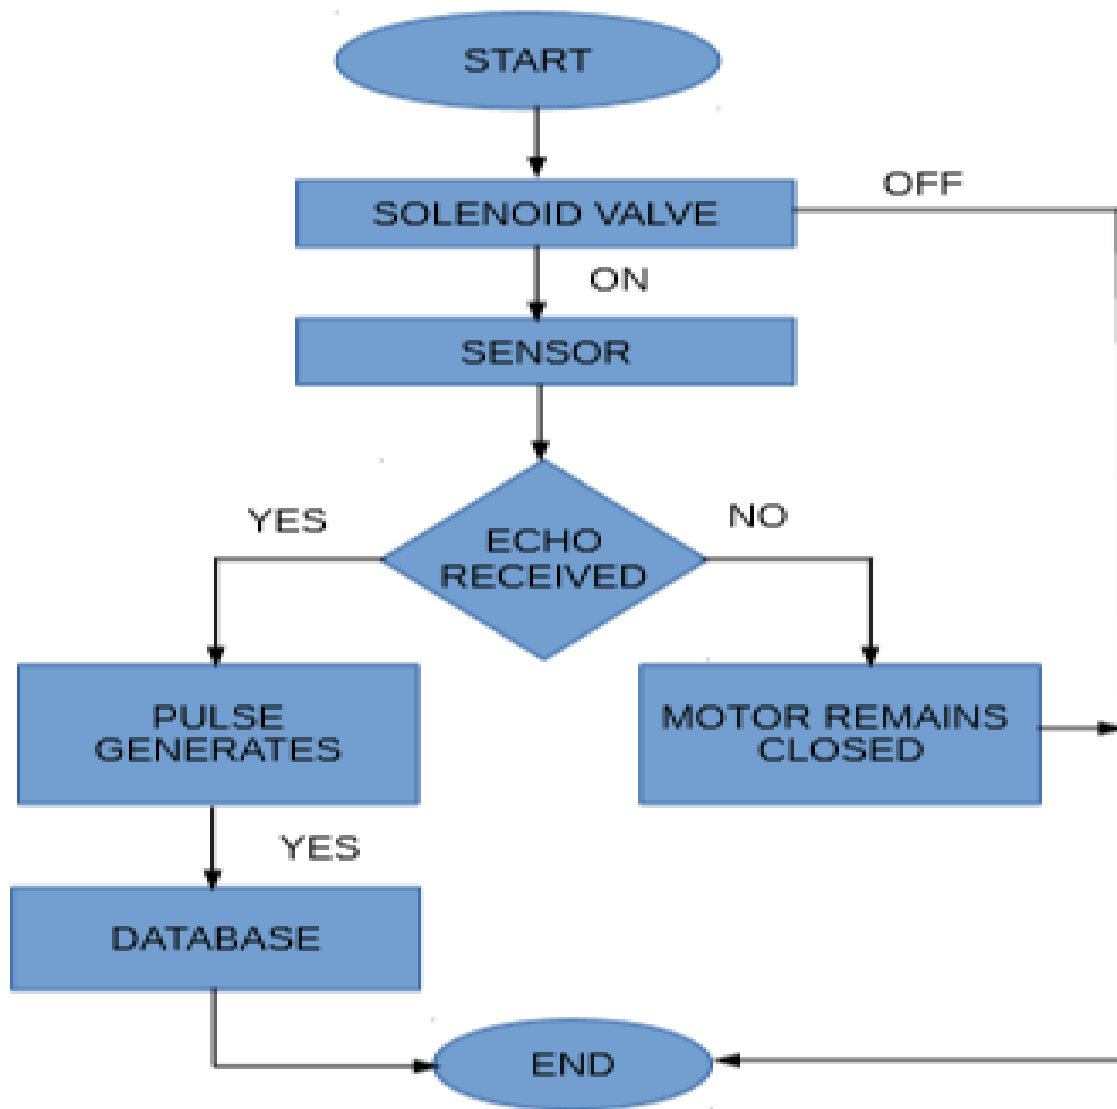 START
OFF
SOLENOID VALVE
ON
SENSOR
YES
NO
ECHO
RECEIVED
PULSE
GENERATES
MOTOR REMAINS
CLOSED
YES
DATABASE
END